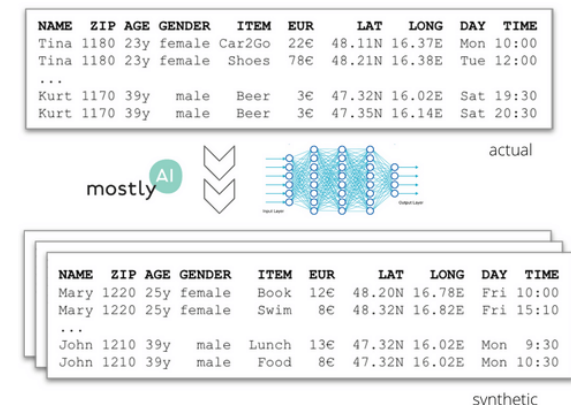 NAME ZIP AGE GENDER ITEM EUR LAT LONG DAY TIME
Tina 1180 23y female Car2Go 22€ 48.11N 16.37E Mon 10:00
Tina 1180 23y female Shoes 78€ 48.21N 16.38E Tue 12:00
...
Kurt 1170 39y male Beer 3€ 47.32N 16.02E Sat 19:30
Kurt 1170 39y male Beer 3€ 47.35N 16.14E Sat 20:30
actual
mostly AI
Input Layer
Output Layer
NAME ZIP AGE GENDER ITEM EUR LAT LONG DAY TIME
Mary 1220 25y female Book 12€ 48.20N 16.78E Fri 10:00
Mary 1220 25y female Swim 8€ 48.32N 16.82E Fri 15:10
...
John 1210 39y male Lunch 13€ 47.32N 16.02E Mon 9:30
John 1210 39y male Food 8€ 47.32N 16.02E Mon 10:30
synthetic